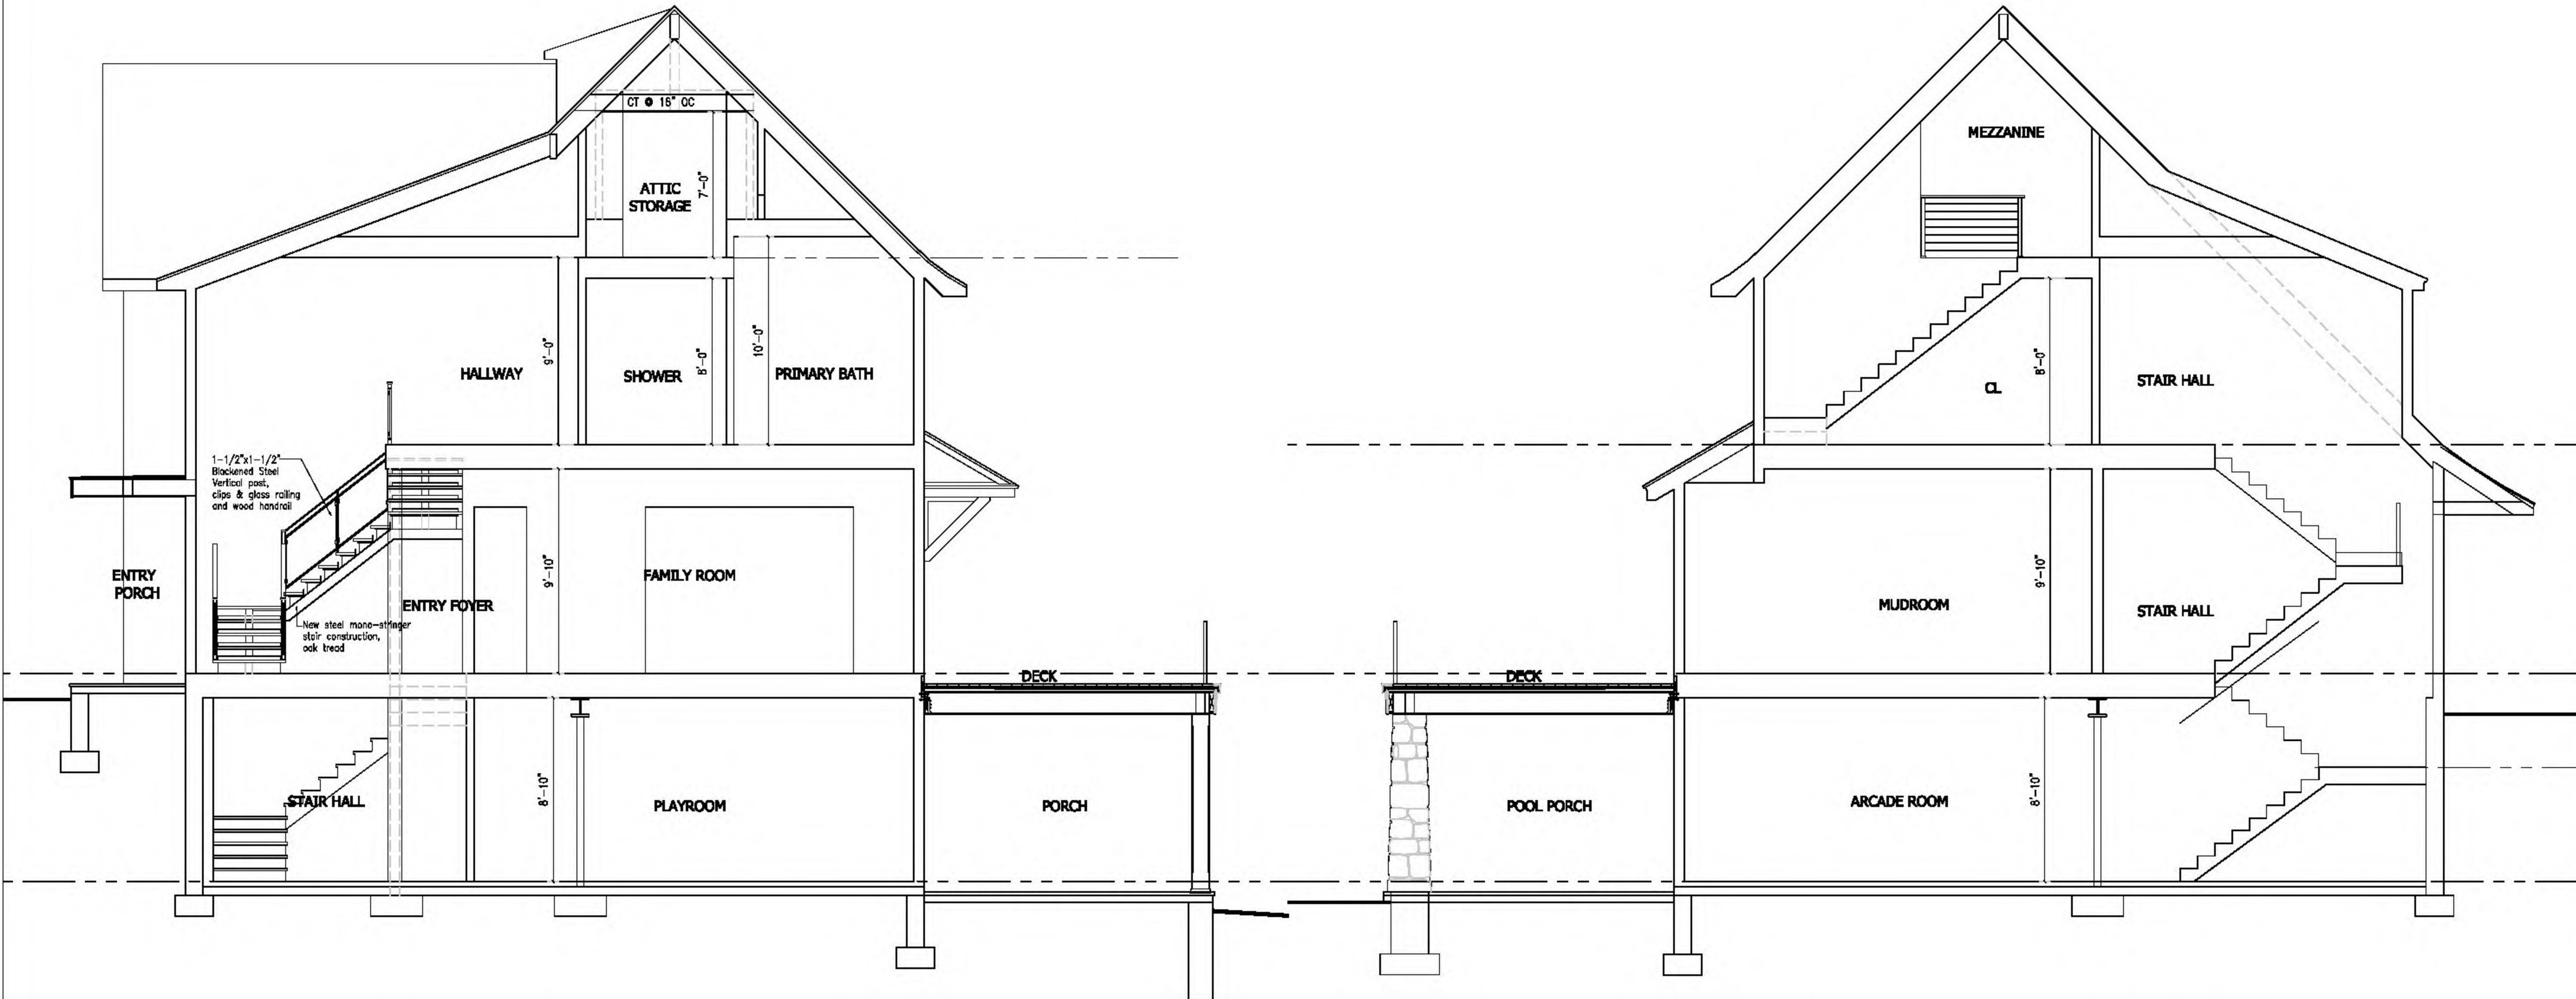 CT @ 16" OC
ATTIC
STORAGE
7'-0"
HALLWAY
9'-0"
SHOWER
8'-0"
10'-0"
PRIMARY BATH
1-1/2"x1-1/2"
Blackened Steel
Vertical post,
clips & glass railing
and wood handrail
ENTRY
PORCH
ENTRY FOYER
9'-10"
FAMILY ROOM
New steel mono-stringer
stair construction,
oak tread
DECK
STAIR HALL
8'-10"
PLAYROOM
PORCH
MEZZANINE
CL
8'-0"
STAIR HALL
MUDROOM
9'-10"
STAIR HALL
DECK
POOL PORCH
ARCADE ROOM
8'-10"